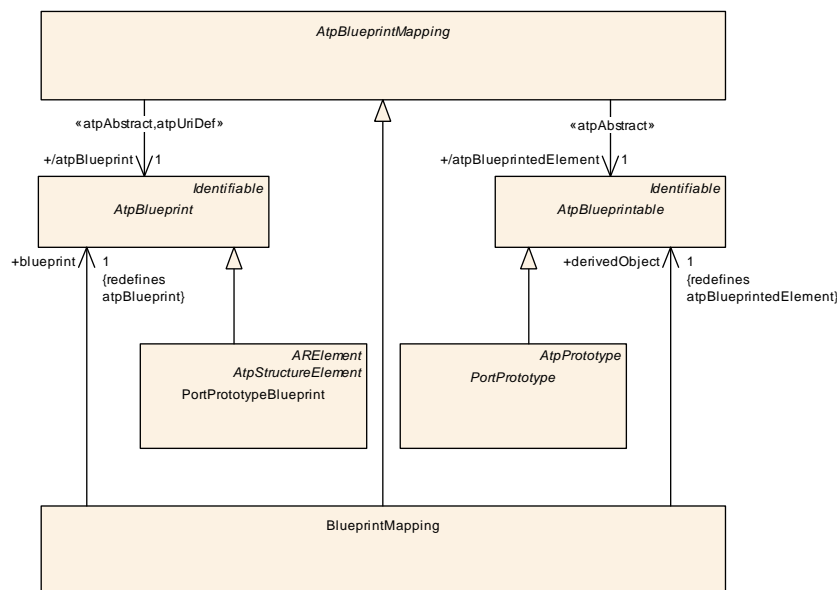 AtpBlueprintMapping
«atpAbstract,atpUriDef»
«atpAbstract»
+/atpBlueprint 1
+/atpBlueprintedElement 1
Identifiable
AtpBlueprint
Identifiable
AtpBlueprintable
+blueprint 1
{redefines
atpBlueprint}
+derivedObject 1
{redefines
atpBlueprintedElement}
ARElement
AtpStructureElement
PortPrototypeBlueprint
AtpPrototype
PortPrototype
BlueprintMapping